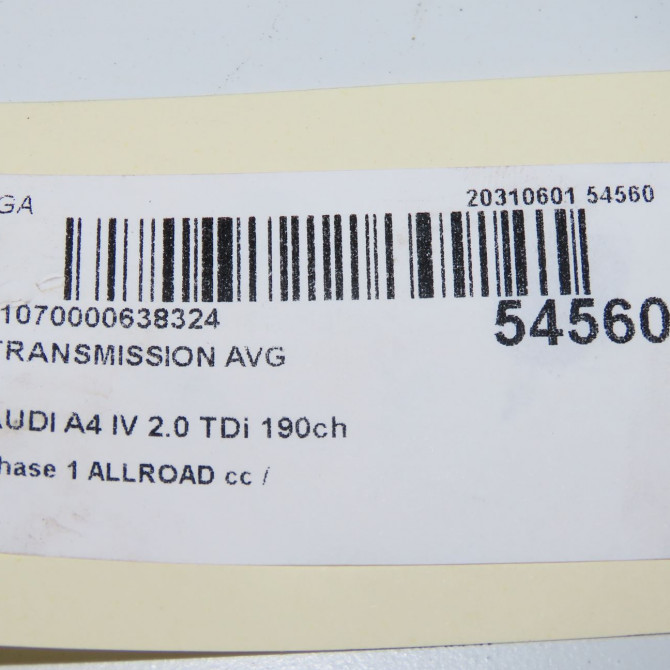 GA
20310601 54560
1070000638324
54560
TRANSMISSION AVG
AUDI A4 IV 2.0 TDi 190ch
hase 1 ALLROAD cc /